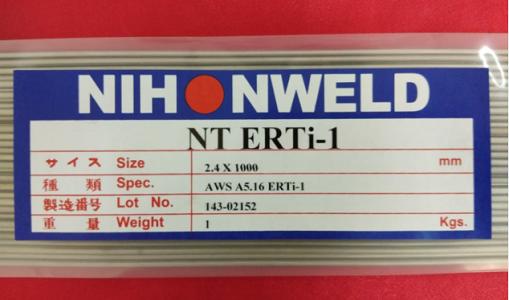 NIHONWELD
NT ERTi-1
サイズ Size 2.4 X 1000 mm
種類 Spec. AWS A5.16 ERTi-1
製造番号 Lot No. 143-02152
重量 Weight 1 Kgs.